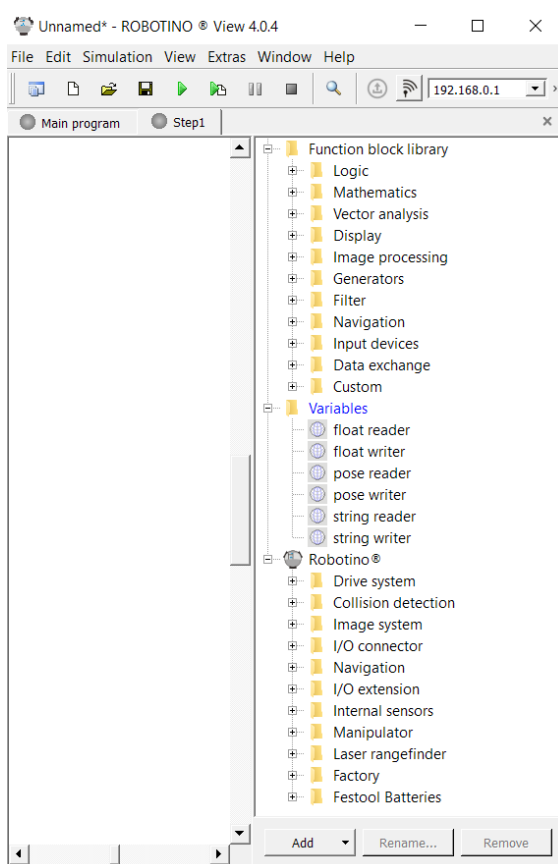 Unnamed* - ROBOTINO ® View 4.0.4
File Edit Simulation View Extras Window Help
192.168.0.1
Main program Step1
Function block library
Logic
Mathematics
Vector analysis
Display
Image processing
Generators
Filter
Navigation
Input devices
Data exchange
Custom
Variables
float reader
float writer
pose reader
pose writer
string reader
string writer
Robotino®
Drive system
Collision detection
Image system
I/O connector
Navigation
I/O extension
Internal sensors
Manipulator
Laser rangefinder
Factory
Festool Batteries
Add Rename... Remove